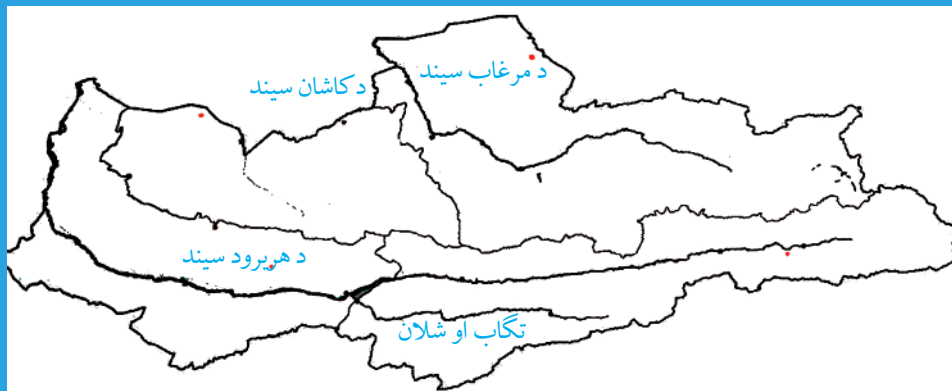 د مرغاب سیند
د کاشان سیند
د هریرود سیند
تگاب او شلان